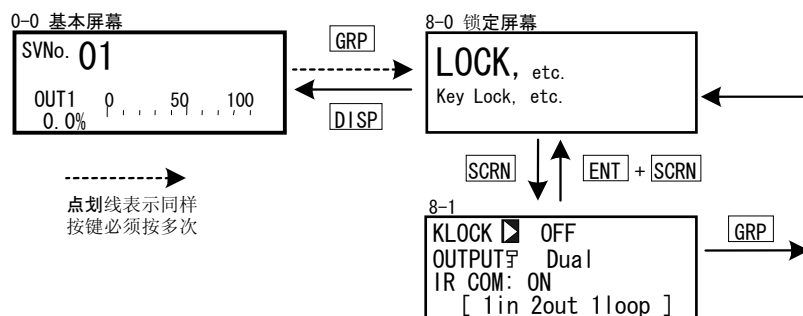 0-0 基本屏幕
SVNo. 01
OUT1 0 50 100
0.0%
GRP
DISP
点划线表示同样
按键必须按多次
8-0 锁定屏幕
LOCK, etc.
Key Lock, etc.
SCRN
ENT + SCRN
8-1
KLOCK OFF
OUTPUT Dual
IR COM: ON
[ 1in 2out 1loop ]
GRP